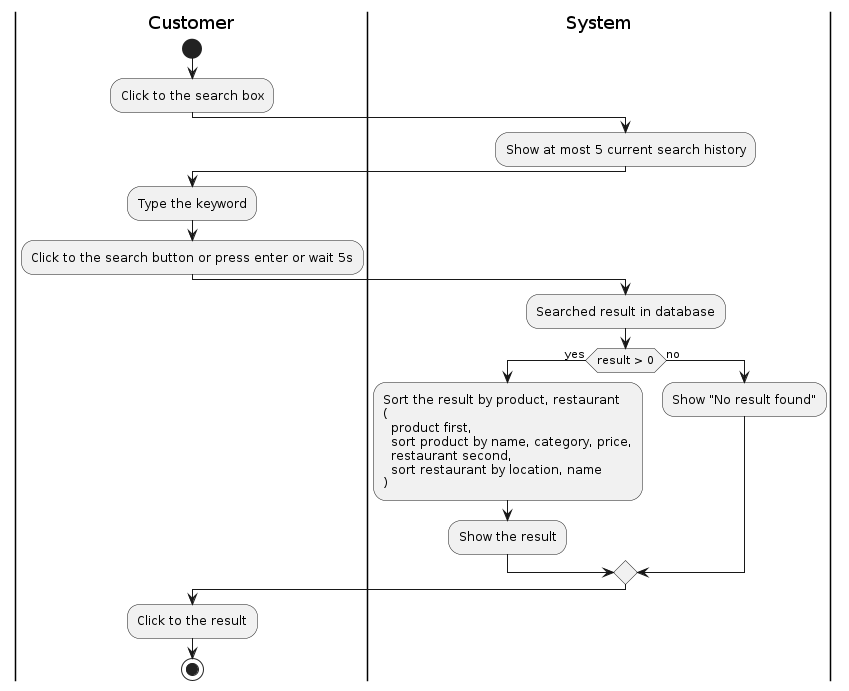 Customer
System
Click to the search box
Show at most 5 current search history
Type the keyword
Click to the search button or press enter or wait 5s
Searched result in database
yes
result > 0
no
Sort the result by product, restaurant
(
product first,
sort product by name, category, price,
restaurant second,
sort restaurant by location, name
)
Show "No result found"
Show the result
Click to the result